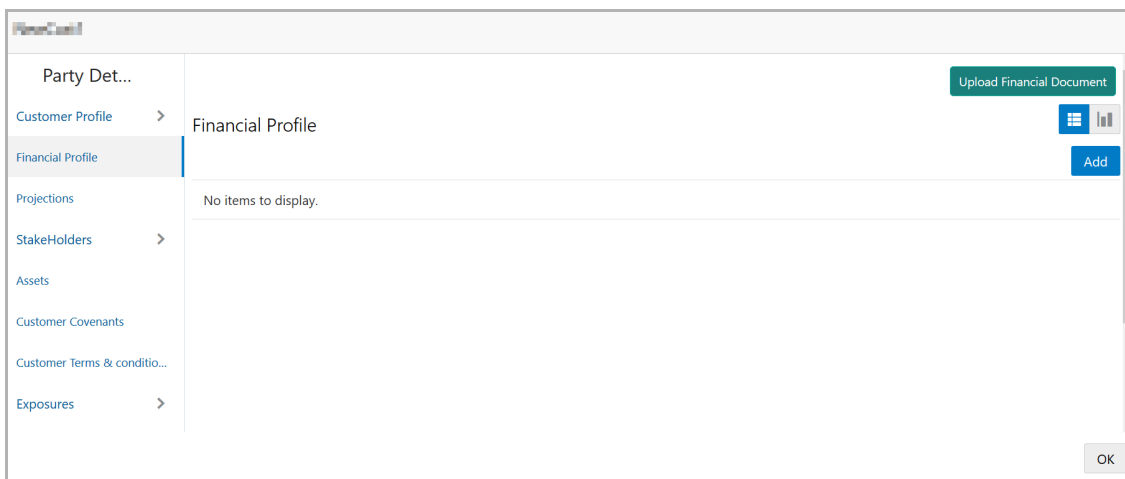 Party Det...
Upload Financial Document
Customer Profile
Financial Profile
Add
Financial Profile
Projections
No items to display.
StakeHolders
Assets
Customer Covenants
Customer Terms & conditio...
Exposures
OK